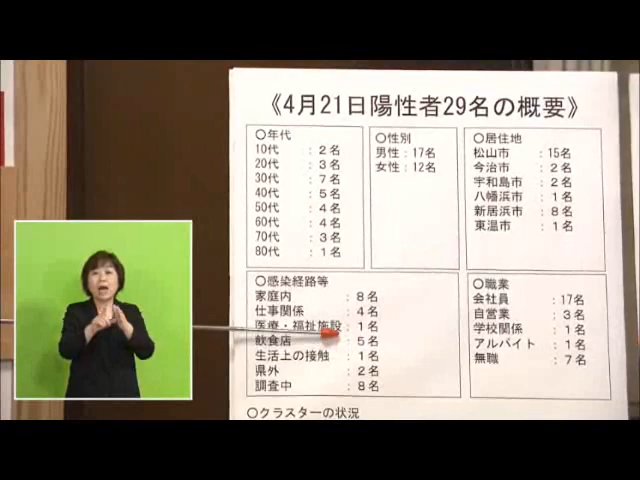 《4月21日陽性者29名の概要》
○年代
10代 : 2名
20代 : 3名
30代 : 7名
40代 : 5名
50代 : 4名
60代 : 4名
70代 : 3名
80代 : 1名
○性別
男性 : 17名
女性 : 12名
○居住地
松山市 : 15名
今治市 : 2名
宇和島市 : 2名
八幡浜市 : 1名
新居浜市 : 8名
東温市 : 1名
○感染経路等
家庭内 : 8名
仕事関係 : 4名
医療・福祉施設 : 1名
飲食店 : 5名
生活上の接触 : 1名
県外 : 2名
調査中 : 8名
○職業
会社員 : 17名
自営業 : 3名
学校関係 : 1名
アルバイト : 1名
無職 : 7名
○クラスターの状況